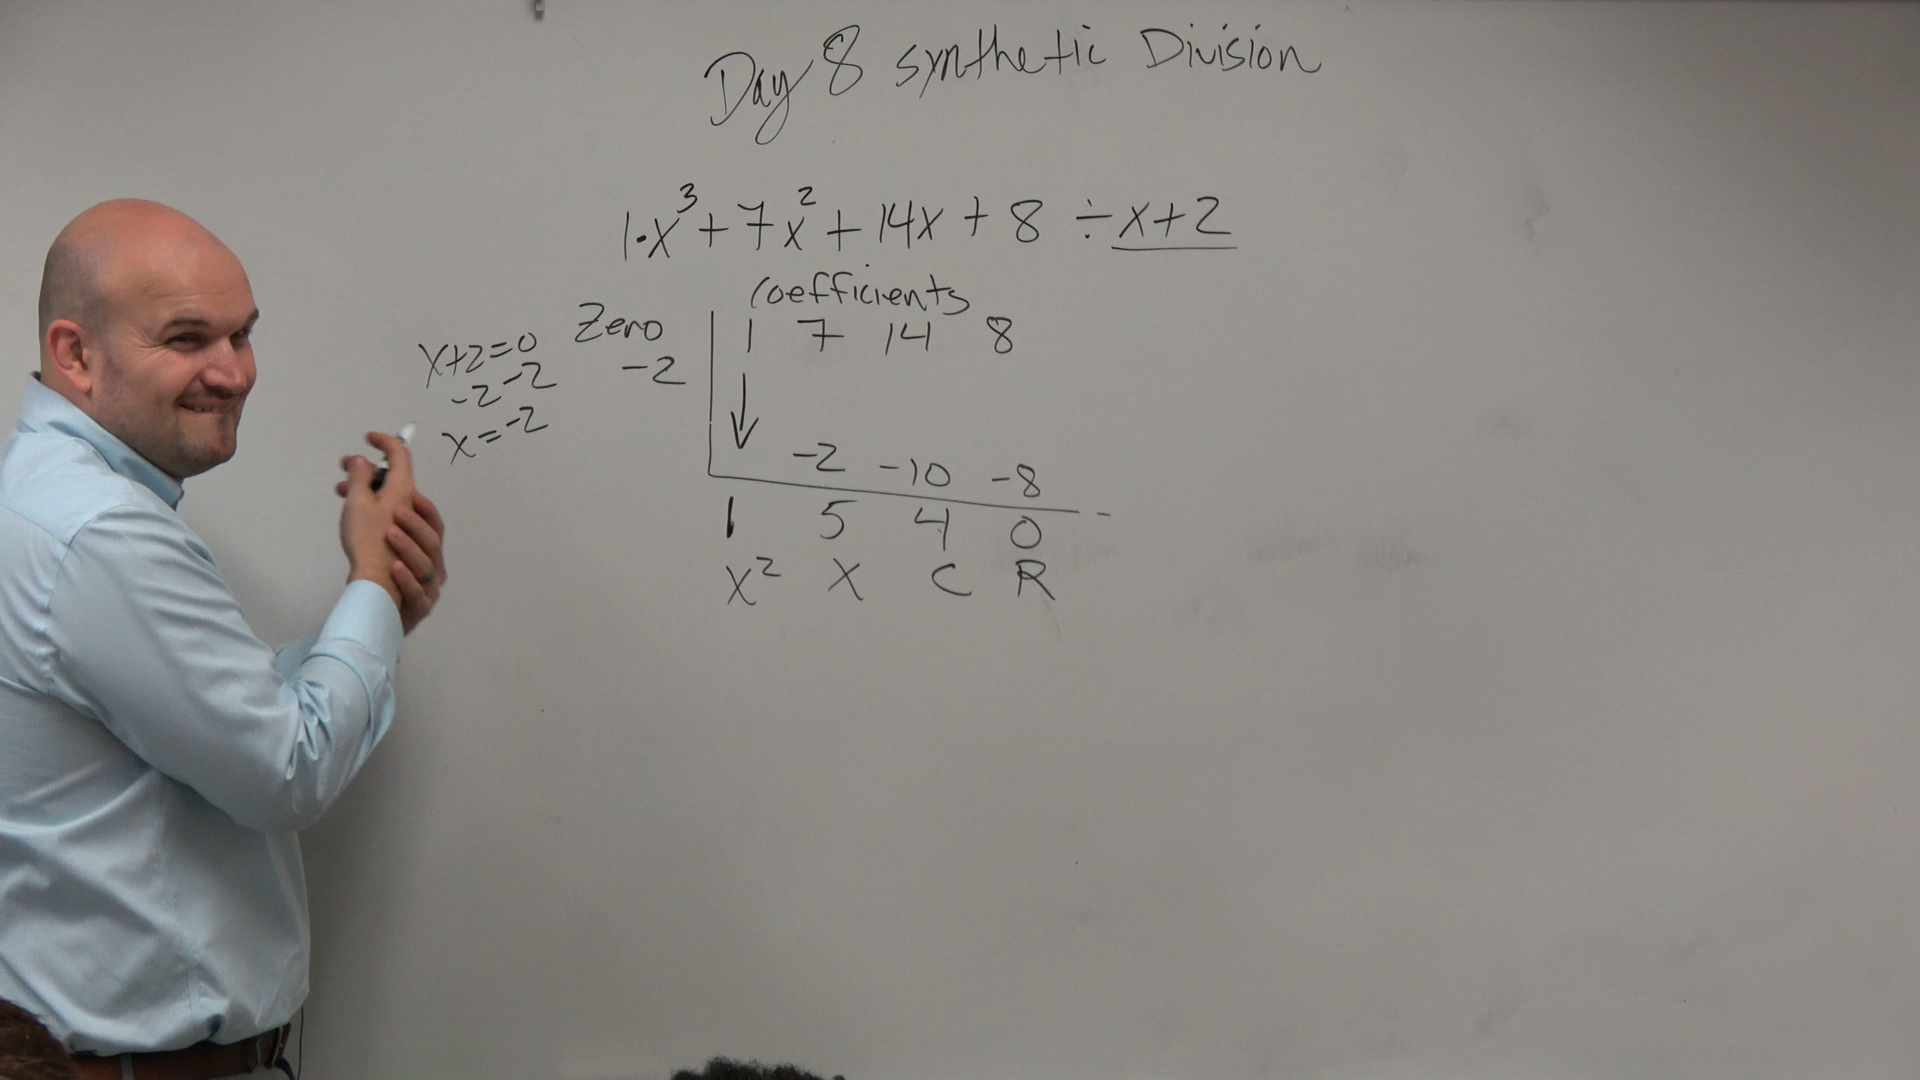 Day 8 synthetic Division
1·x³ + 7x² + 14x + 8 ÷ x+2
coefficients
x+2=0 Zero 1 7 14 8
-2 -2 -2
x=-2
-2 -10 -8
1 5 4 0
x² x C R